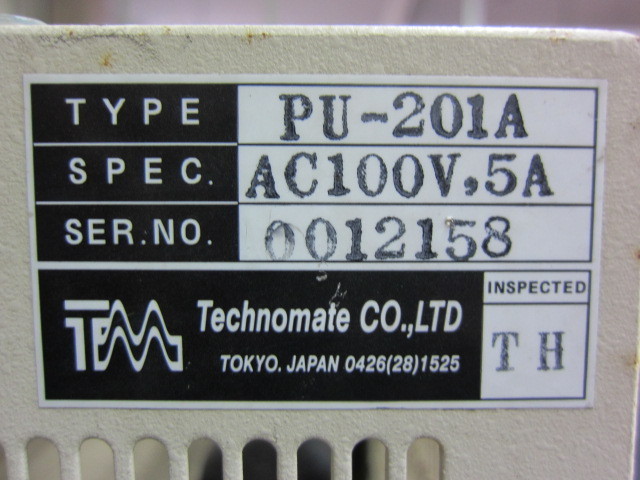 TYPE PU-201A
SPEC. AC100V,5A
SER.NO. 0012158
INSPECTED
TM Technomate CO.,LTD
TH
TOKYO. JAPAN 0426(28)1525